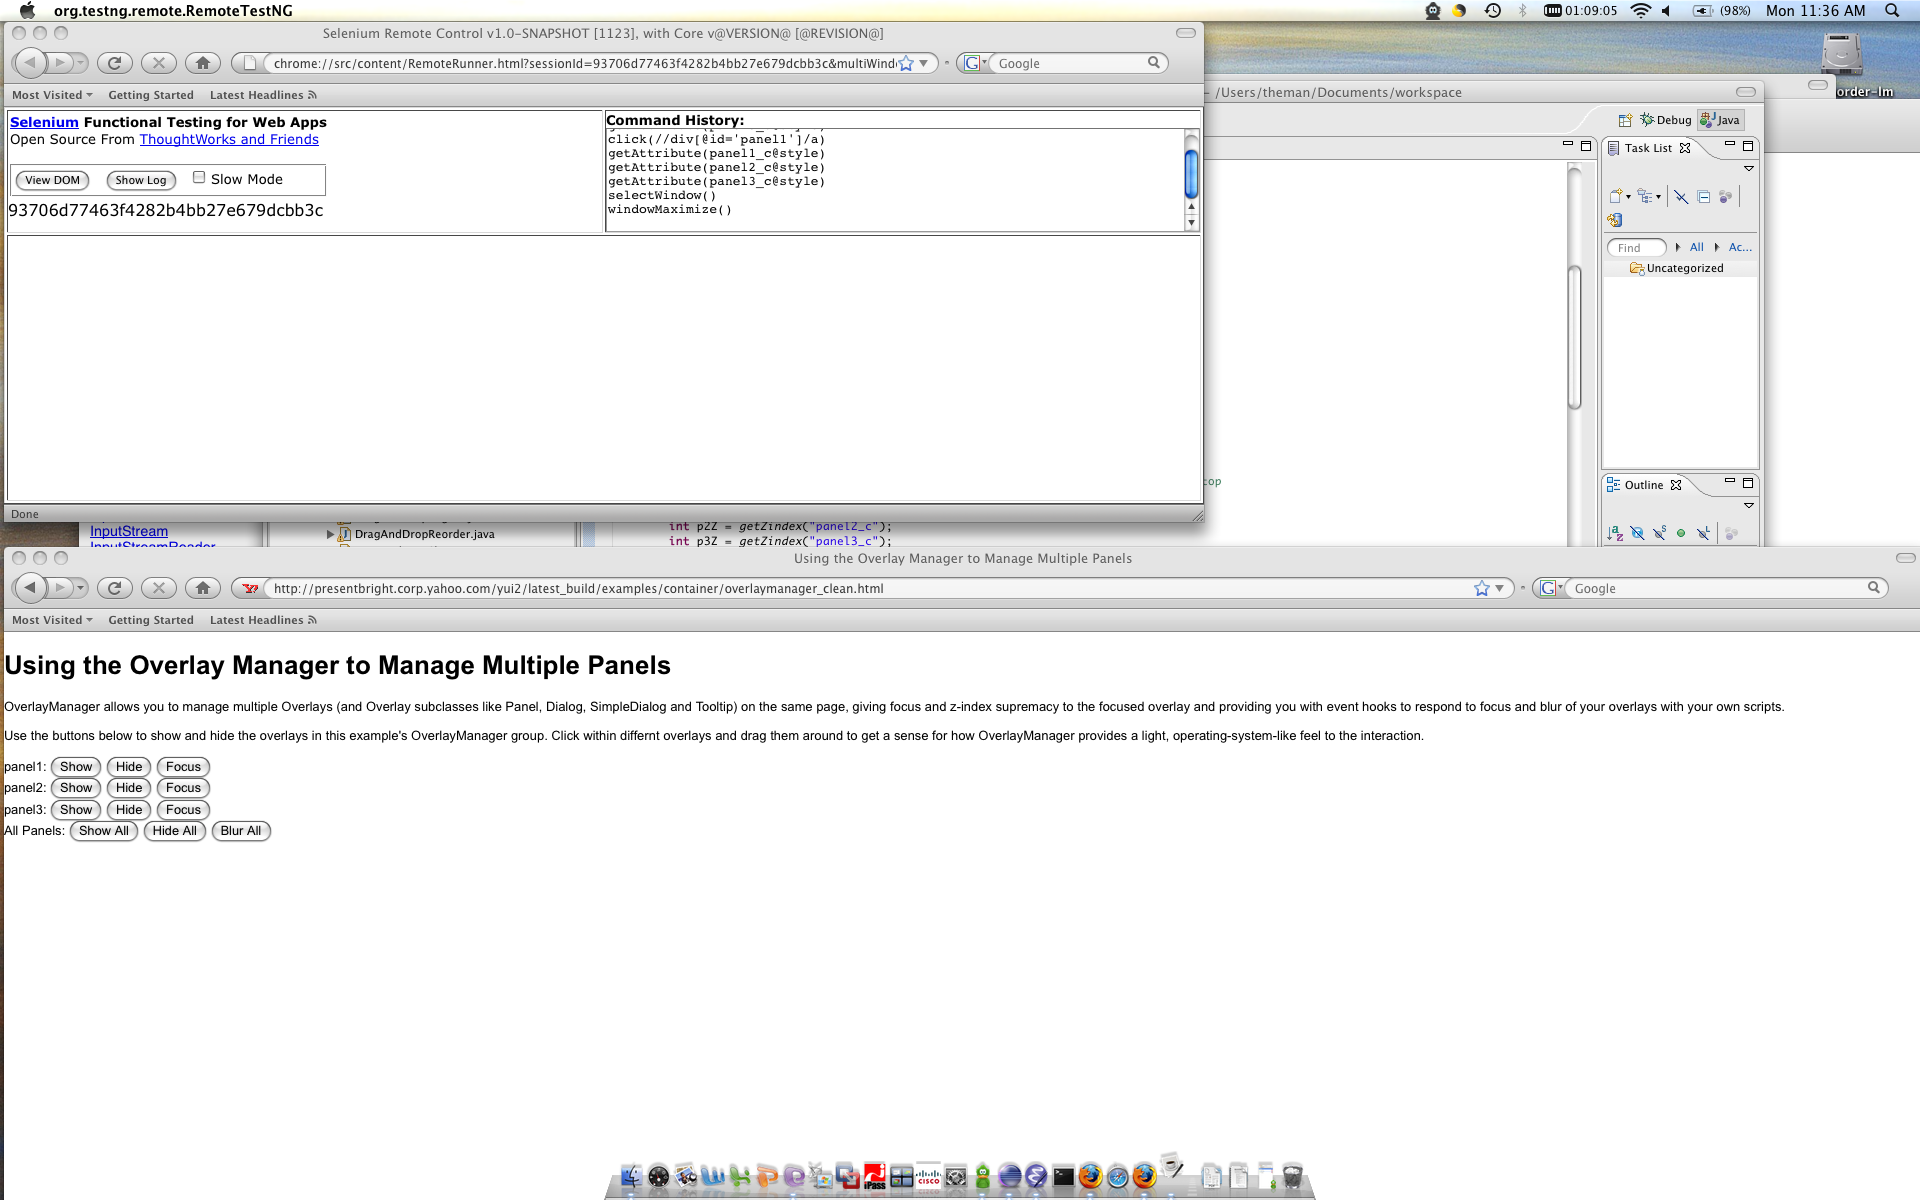 org.testng.remote.RemoteTestNG
01:09:05
(98%)
Mon 11:36 AM
Selenium Remote Control v1.0-SNAPSHOT [1123], with Core v@VERSION@ [@REVISION@]
chrome://src/content/RemoteRunner.html?sessionId=93706d77463f4282b4bb27e679dcbb3c&multiWind
Google
Most Visited
Getting Started
Latest Headlines
Selenium Functional Testing for Web Apps
Open Source From ThoughtWorks and Friends
View DOM
Show Log
Slow Mode
93706d77463f4282b4bb27e679dcbb3c
Command History:
click(//div[@id='panel1']/a)
getAttribute(panel1_c@style)
getAttribute(panel2_c@style)
getAttribute(panel3_c@style)
selectWindow()
windowMaximize()
Done
- /Users/theman/Documents/workspace
order-Im
Debug
Java
Task List
Find
All
Ac...
Uncategorized
Outline
top
InputStream
InputStreamReader
DragAndDropReorder.java
int p2Z = getZindex("panel2_c");
int p3Z = getZindex("panel3_c");
Using the Overlay Manager to Manage Multiple Panels
http://presentbright.corp.yahoo.com/yui2/latest_build/examples/container/overlaymanager_clean.html
Google
Most Visited
Getting Started
Latest Headlines
Using the Overlay Manager to Manage Multiple Panels
OverlayManager allows you to manage multiple Overlays (and Overlay subclasses like Panel, Dialog, SimpleDialog and Tooltip) on the same page, giving focus and z-index supremacy to the focused overlay and providing you with event hooks to respond to focus and blur of your overlays with your own scripts.
Use the buttons below to show and hide the overlays in this example's OverlayManager group. Click within differnt overlays and drag them around to get a sense for how OverlayManager provides a light, operating-system-like feel to the interaction.
panel1: Show Hide Focus
panel2: Show Hide Focus
panel3: Show Hide Focus
All Panels: Show All Hide All Blur All
iPass
CISCO